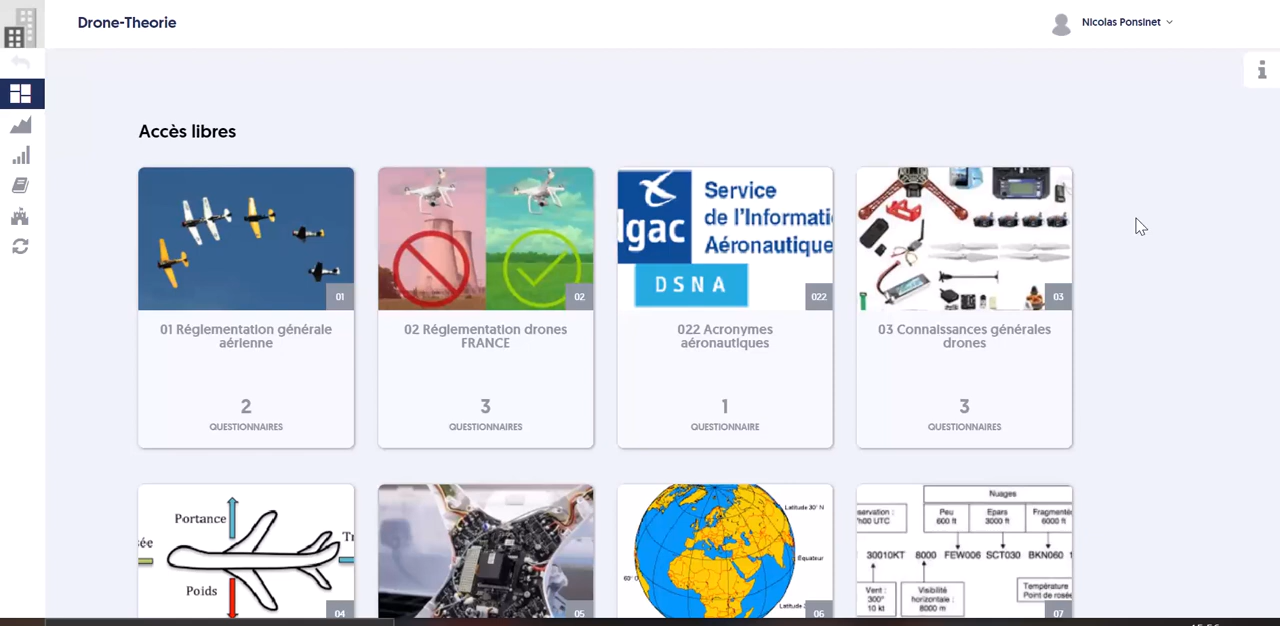 Drone-Theorie
Nicolas Ponsinet
Accès libres
01
02
dgac
Service
de l'Informati
Aéronautique
DSNA
022
03
01 Réglementation générale
aérienne
02 Réglementation drones
FRANCE
022 Acronymes
aéronautiques
03 Connaissances générales
drones
2
3
1
3
QUESTIONNAIRES
QUESTIONNAIRES
QUESTIONNAIRE
QUESTIONNAIRES
Portance
Poids
04
05
Latitude 30° N
Équateur
06
Nuages
Peu
600 ft
Epars
3000 ft
Fragmenté
6000 ft
30010KT 8000 FEW006 SCT030 BKN060
Vent :
300°
10 kt
Visibilité
horizontale :
8000 m
Température
Point de rosée
07